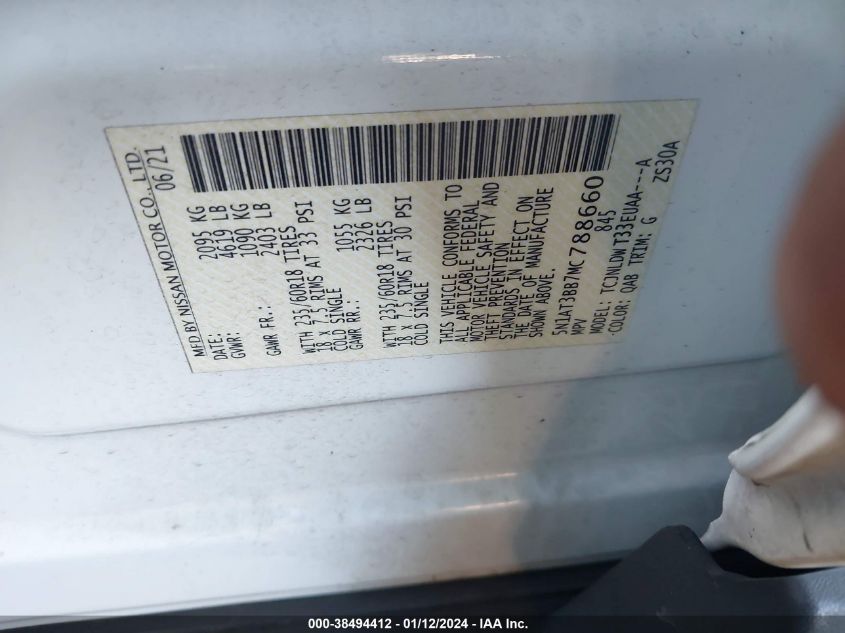 MFD BY NISSAN MOTOR CO., LTD.
DATE: 06/21
GVWR: 2095 KG
4619 LB
GAWR FR.: 1090 KG
2403 LB
WITH 235/60R18 TIRES
18 X 7.5 RIMS AT 33 PSI
COLD SINGLE
GAWR RR.: 1055 KG
2326 LB
WITH 235/60R18 TIRES
18 X 7.5 RIMS AT 30 PSI
COLD SINGLE
THIS VEHICLE CONFORMS TO
ALL APPLICABLE FEDERAL
MOTOR VEHICLE SAFETY AND
THEFT PREVENTION
STANDARDS IN EFFECT ON
THE DATE OF MANUFACTURE
SHOWN ABOVE.
5N1AT3BB7MC788660
MPV 845
MODEL: TCJNLDWT33EUAA---A
COLOR: QAB TRIM: G ZS30A
000-38494412 - 01/12/2024 - IAA Inc.